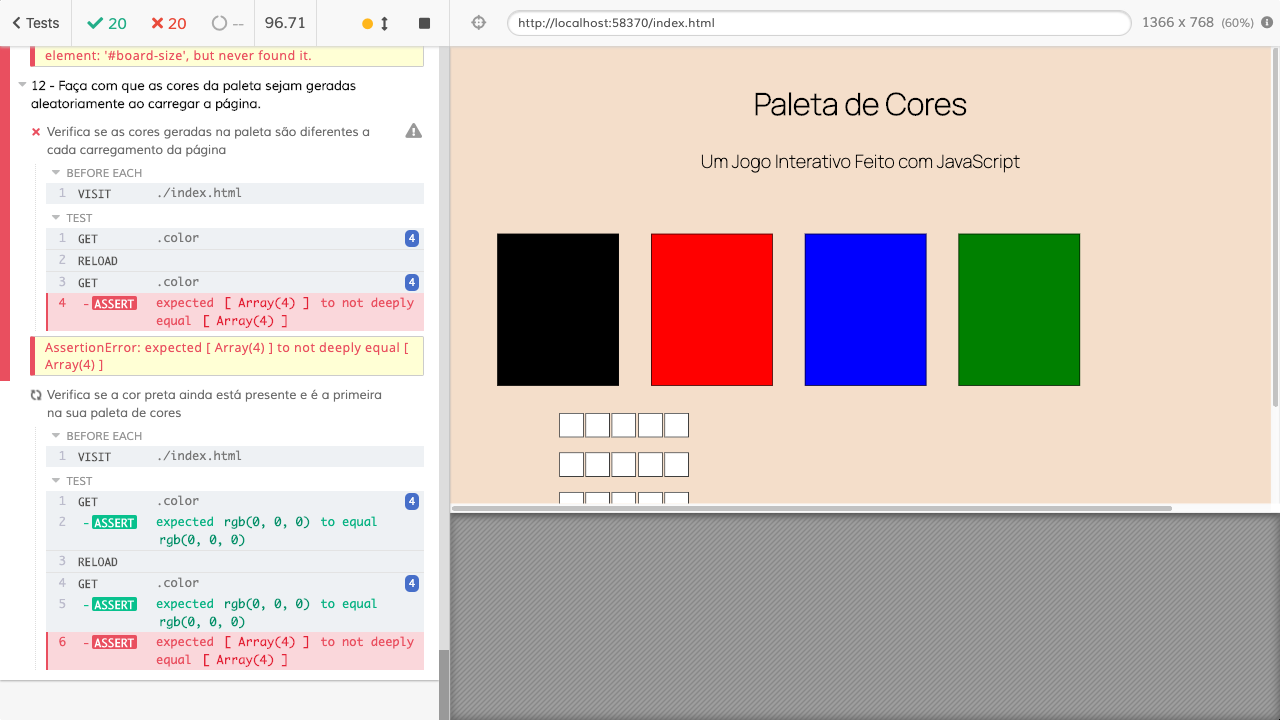 Tests 20 20 -- 96.71 http://localhost:58370/index.html 1366 x 768 (60%)
element: '#board-size', but never found it.
12 - Faça com que as cores da paleta sejam geradas
aleatoriamente ao carregar a página.
Verifica se as cores geradas na paleta são diferentes a
cada carregamento da página
BEFORE EACH
1 VISIT ./index.html
TEST
1 GET .color 4
2 RELOAD
3 GET .color 4
4 -ASSERT expected [ Array(4) ] to not deeply
equal [ Array(4) ]
AssertionError: expected [ Array(4) ] to not deeply equal [
Array(4) ]
Verifica se a cor preta ainda está presente e é a primeira
na sua paleta de cores
BEFORE EACH
1 VISIT ./index.html
TEST
1 GET .color 4
2 -ASSERT expected rgb(0, 0, 0) to equal
rgb(0, 0, 0)
3 RELOAD
4 GET .color 4
5 -ASSERT expected rgb(0, 0, 0) to equal
rgb(0, 0, 0)
6 -ASSERT expected [ Array(4) ] to not deeply
equal [ Array(4) ]
Paleta de Cores
Um Jogo Interativo Feito com JavaScript